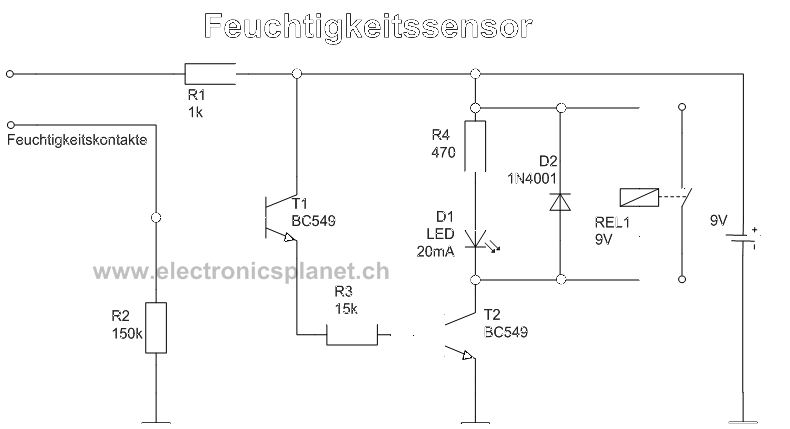 Feuchtigkeitssensor
R1
1k
Feuchtigkeitskontakte
R4
470
D2
1N4001
T1
BC549
D1
LED
20mA
REL1
9V
9V
+
-
www.electronicsplanet.ch
R3
15k
R2
150k
T2
BC549